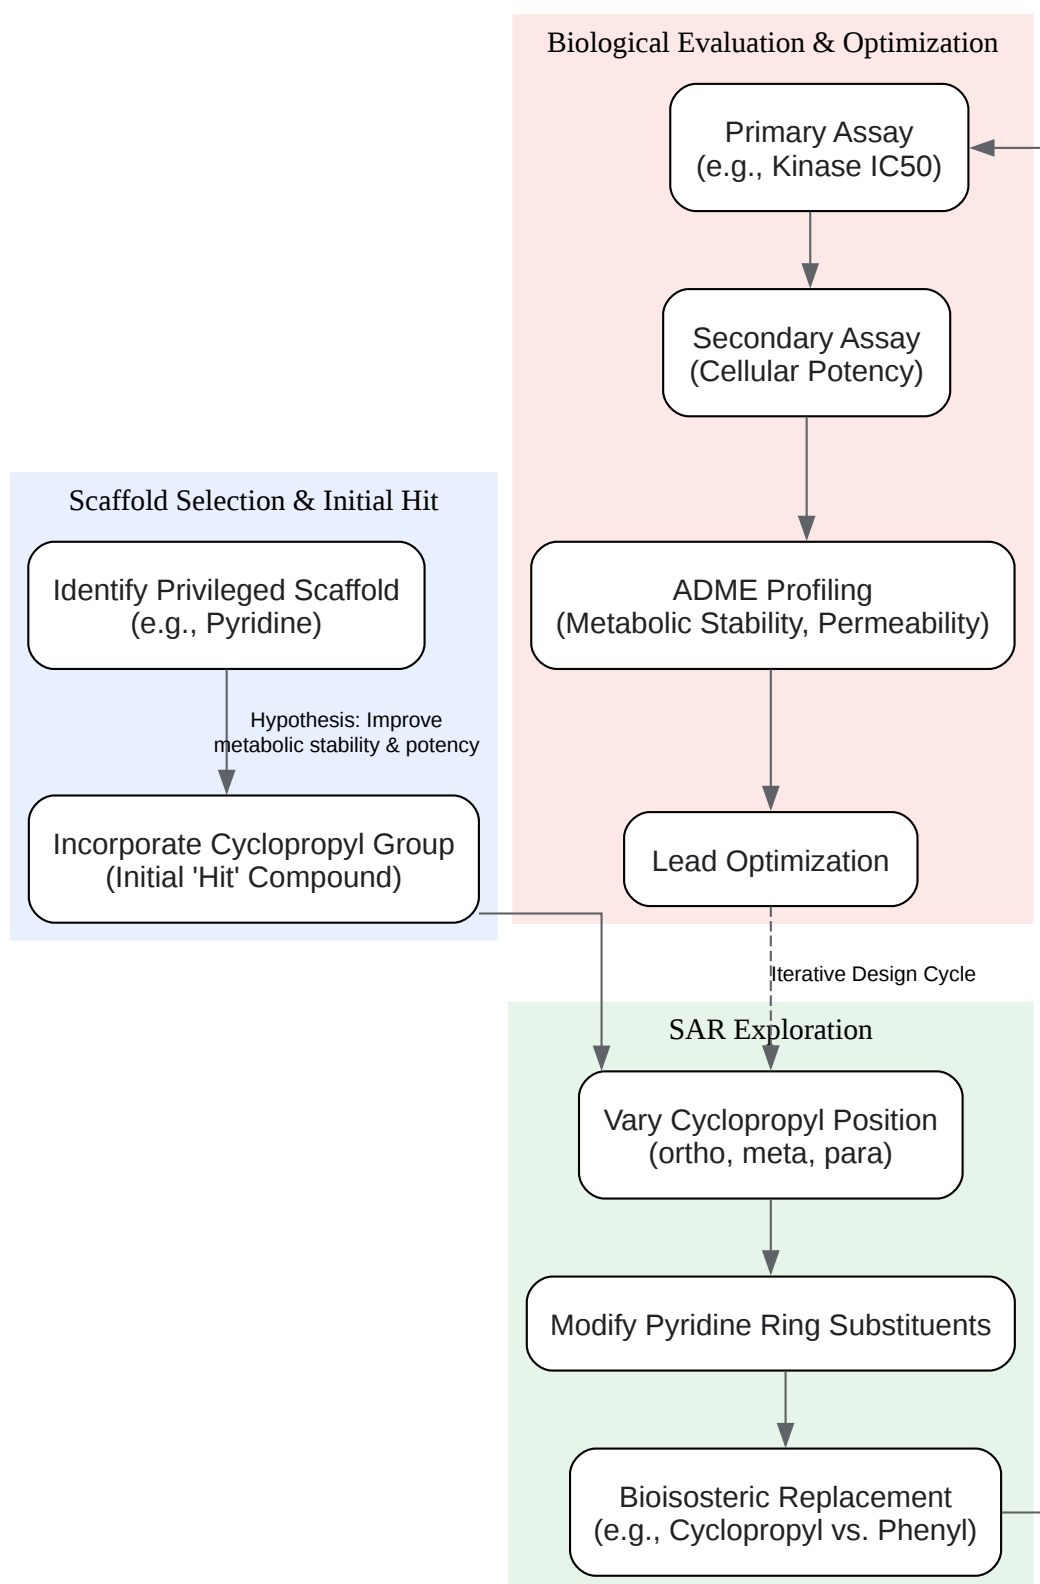 Biological Evaluation & Optimization
Primary Assay
(e.g., Kinase IC50)
Secondary Assay
(Cellular Potency)
Scaffold Selection & Initial Hit
Identify Privileged Scaffold
(e.g., Pyridine)
ADME Profiling
(Metabolic Stability, Permeability)
Hypothesis: Improve
metabolic stability & potency
Incorporate Cyclopropyl Group
(Initial 'Hit' Compound)
Lead Optimization
Iterative Design Cycle
SAR Exploration
Vary Cyclopropyl Position
(ortho, meta, para)
Modify Pyridine Ring Substituents
Bioisosteric Replacement
(e.g., Cyclopropyl vs. Phenyl)